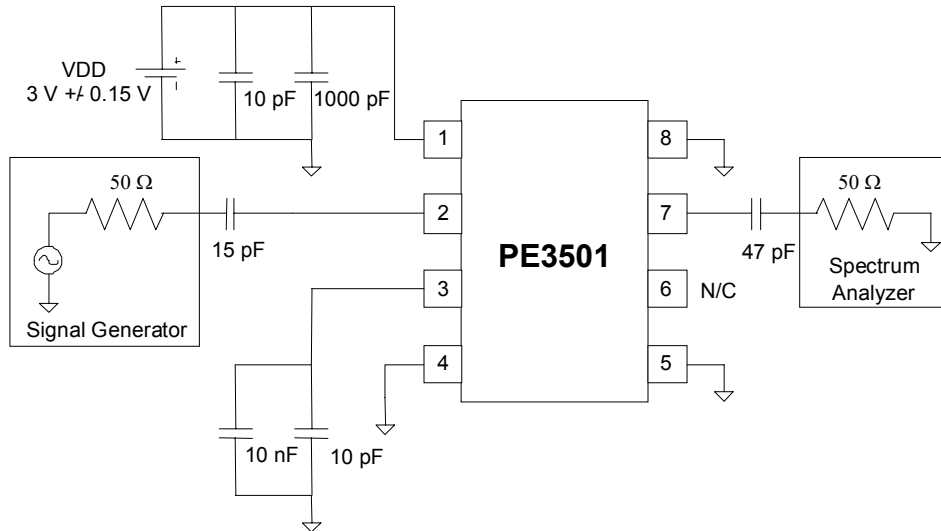 VDD
3 V +/- 0.15 V
+
-
10 pF
1000 pF
1
8
50 Ω
50 Ω
2
7
15 pF
47 pF
PE3501
Spectrum
Analyzer
3
6
N/C
Signal Generator
4
5
10 nF
10 pF